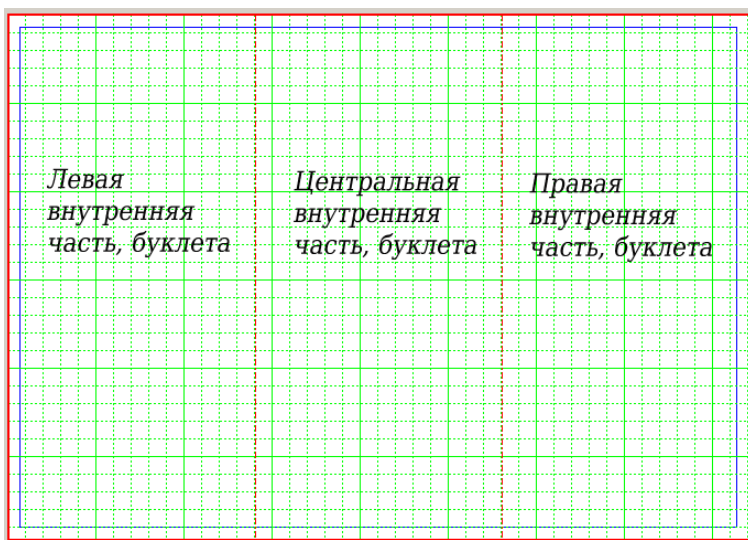 Левая
внутренняя
часть, буклета
Центральная
внутренняя
часть, буклета
Правая
внутренняя
часть, буклета